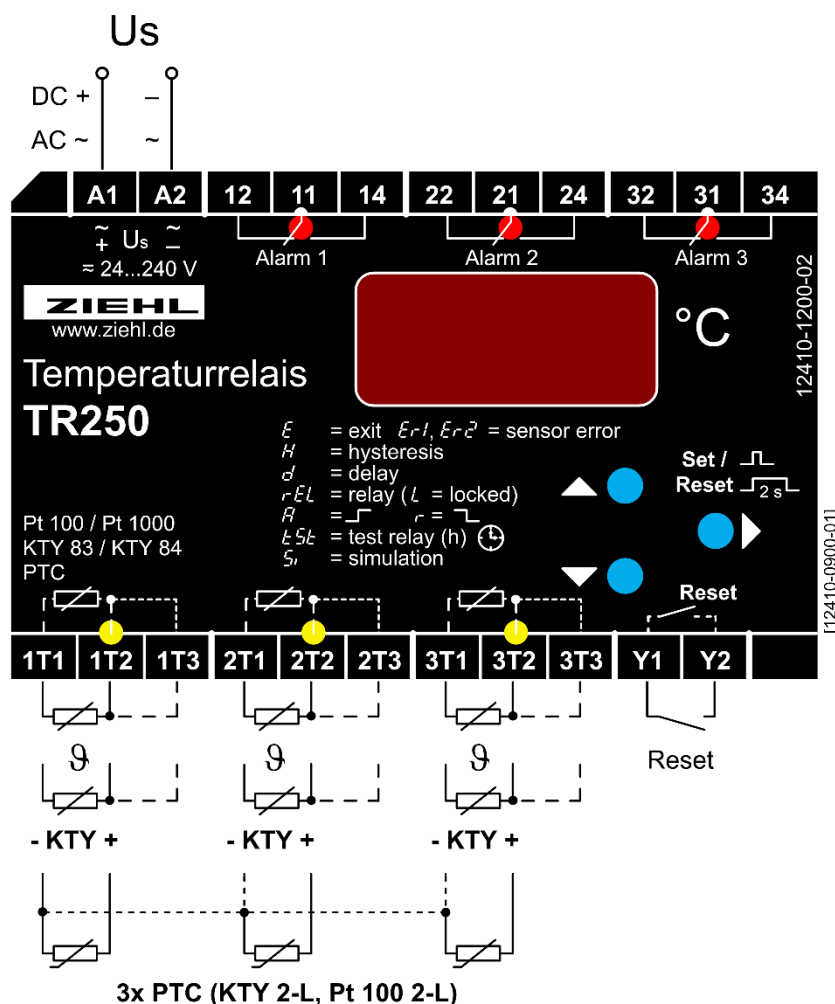 Us
DC + –
AC ~ ~
A1 A2 12 11 14 22 21 24 32 31 34
~ Us ~
+ –
≂ 24...240 V
Alarm 1 Alarm 2 Alarm 3
ZIEHL
www.ziehl.de
°C
12410-1200-02
Temperaturrelais
TR250
E = exit Er1, Er2 = sensor error
H = hysteresis
d = delay
rEL = relay (L = locked)
A = r =
tSt = test relay (h)
Si = simulation
Set /
Reset 2 s
Pt 100 / Pt 1000
KTY 83 / KTY 84
PTC
Reset
[12410-0900-01]
1T1 1T2 1T3 2T1 2T2 2T3 3T1 3T2 3T3 Y1 Y2
Reset
ϑ ϑ ϑ
- KTY + - KTY + - KTY +
3x PTC (KTY 2-L, Pt 100 2-L)